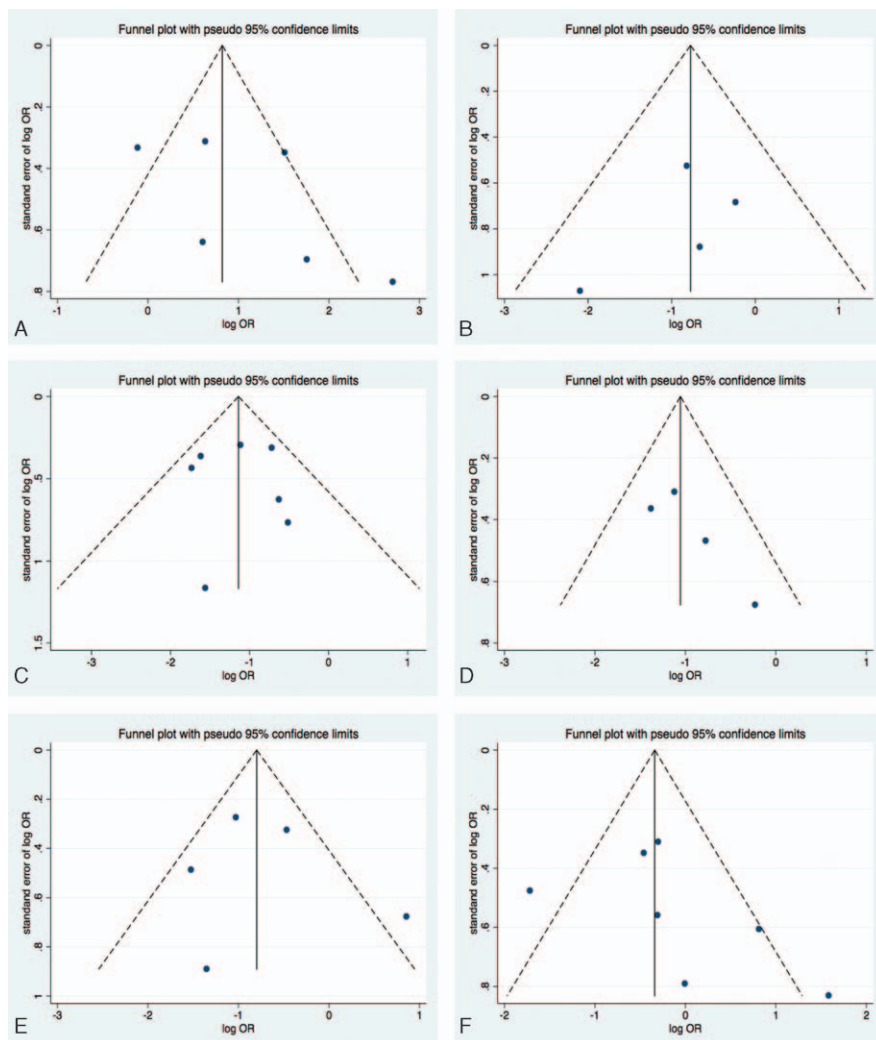 Funnel plot with pseudo 95% confidence limits
standand error of log OR
0
.2
.4
.6
.8
-1
0
1
2
3
log OR
A
Funnel plot with pseudo 95% confidence limits
standand error of log OR
0
.2
.4
.6
.8
1
-3
-2
-1
0
1
log OR
B
Funnel plot with pseudo 95% confidence limits
standand error of log OR
0
.5
1
1.5
-3
-2
-1
0
1
log OR
C
Funnel plot with pseudo 95% confidence limits
standand error of log OR
0
.2
.4
.6
.8
-3
-2
-1
0
1
log OR
D
Funnel plot with pseudo 95% confidence limits
standand error of log OR
0
.2
.4
.6
.8
1
-3
-2
-1
0
1
log OR
E
Funnel plot with pseudo 95% confidence limits
standand error of log OR
0
.2
.4
.6
.8
-2
-1
0
1
2
log OR
F